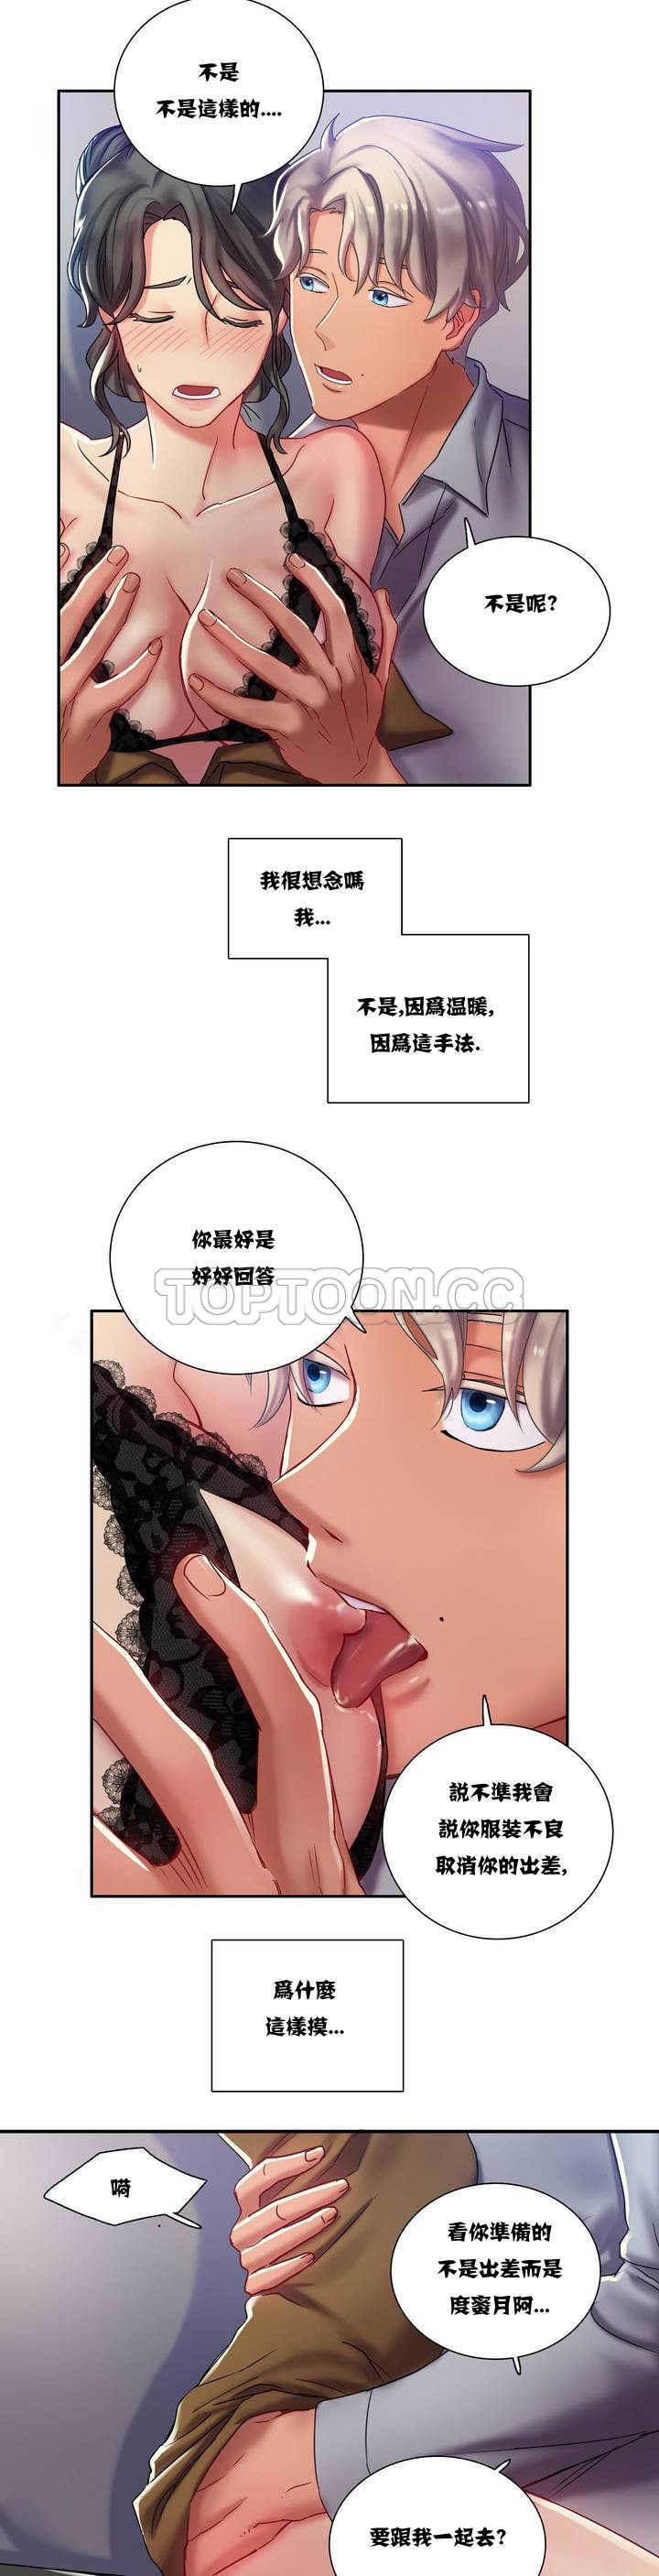 不是
不是這樣的....
不是呢?
我很想念嗎
我...
不是,因爲温暖,
因爲這手法.
你最好是
好好回答
TOPTOON.CC
説不準我會
説你服裝不良
取消你的出差,
爲什麼
這樣摸...
嗬
看你準備的
不是出差而是
度蜜月阿...
要跟我一起去?